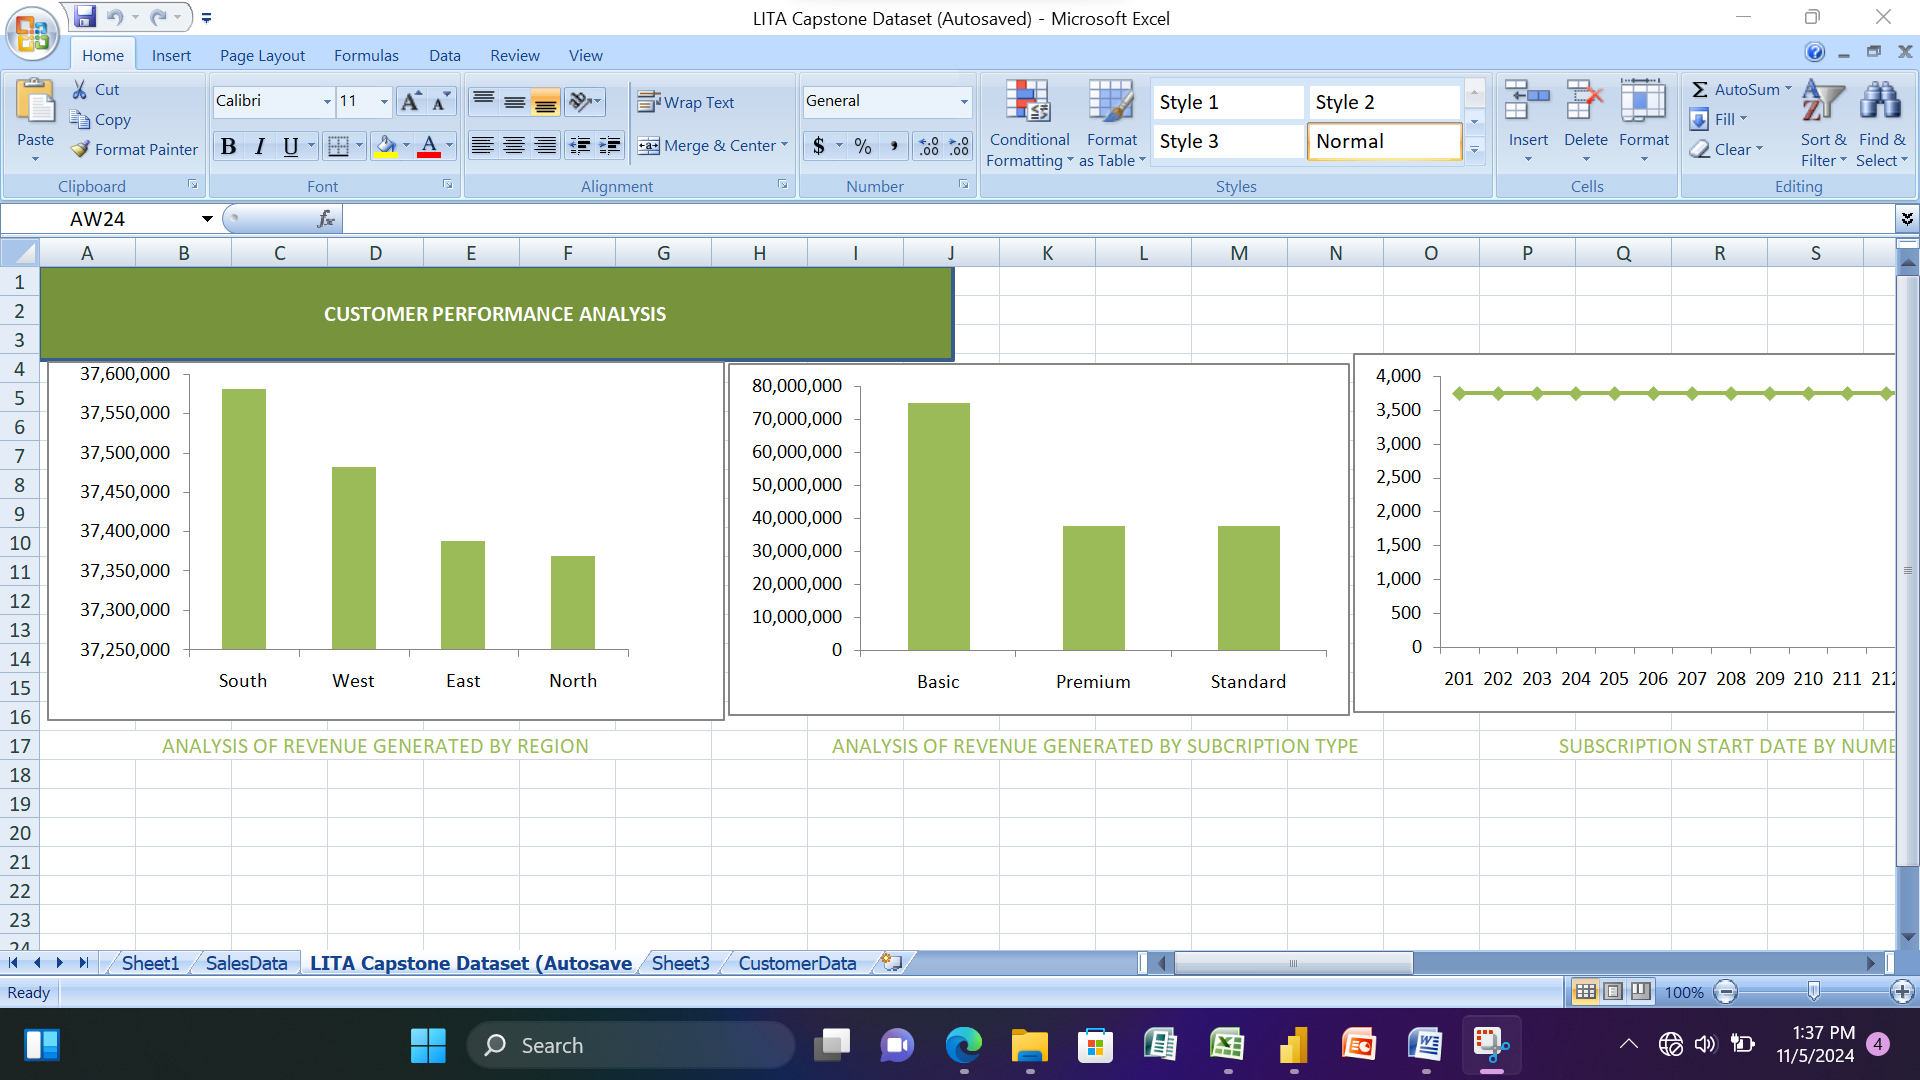 LITA Capstone Dataset (Autosaved) - Microsoft Excel
Home Insert Page Layout Formulas Data Review View
Paste
Cut
Copy
Format Painter
Clipboard
Calibri 11
B I U
Font
Wrap Text
Merge & Center
Alignment
General
$ % ,
Number
Conditional Formatting
Format as Table
Style 1 Style 2
Style 3 Normal
Styles
Insert Delete Format
Cells
Σ AutoSum
Fill
Clear
Sort & Filter
Find & Select
Editing
AW24 fx
A B C D E F G H I J K L M N O P Q R S
1
2
3
4
5
6
7
8
9
10
11
12
13
14
15
16
17
18
19
20
21
22
23
24
CUSTOMER PERFORMANCE ANALYSIS
37,600,000
37,550,000
37,500,000
37,450,000
37,400,000
37,350,000
37,300,000
37,250,000
South West East North
80,000,000
70,000,000
60,000,000
50,000,000
40,000,000
30,000,000
20,000,000
10,000,000
0
Basic Premium Standard
4,000
3,500
3,000
2,500
2,000
1,500
1,000
500
0
201 202 203 204 205 206 207 208 209 210 211 212
ANALYSIS OF REVENUE GENERATED BY REGION
ANALYSIS OF REVENUE GENERATED BY SUBCRIPTION TYPE
SUBSCRIPTION START DATE BY NUME
Sheet1 SalesData LITA Capstone Dataset (Autosave Sheet3 CustomerData
Ready 100%
Search
1:37 PM
11/5/2024
4